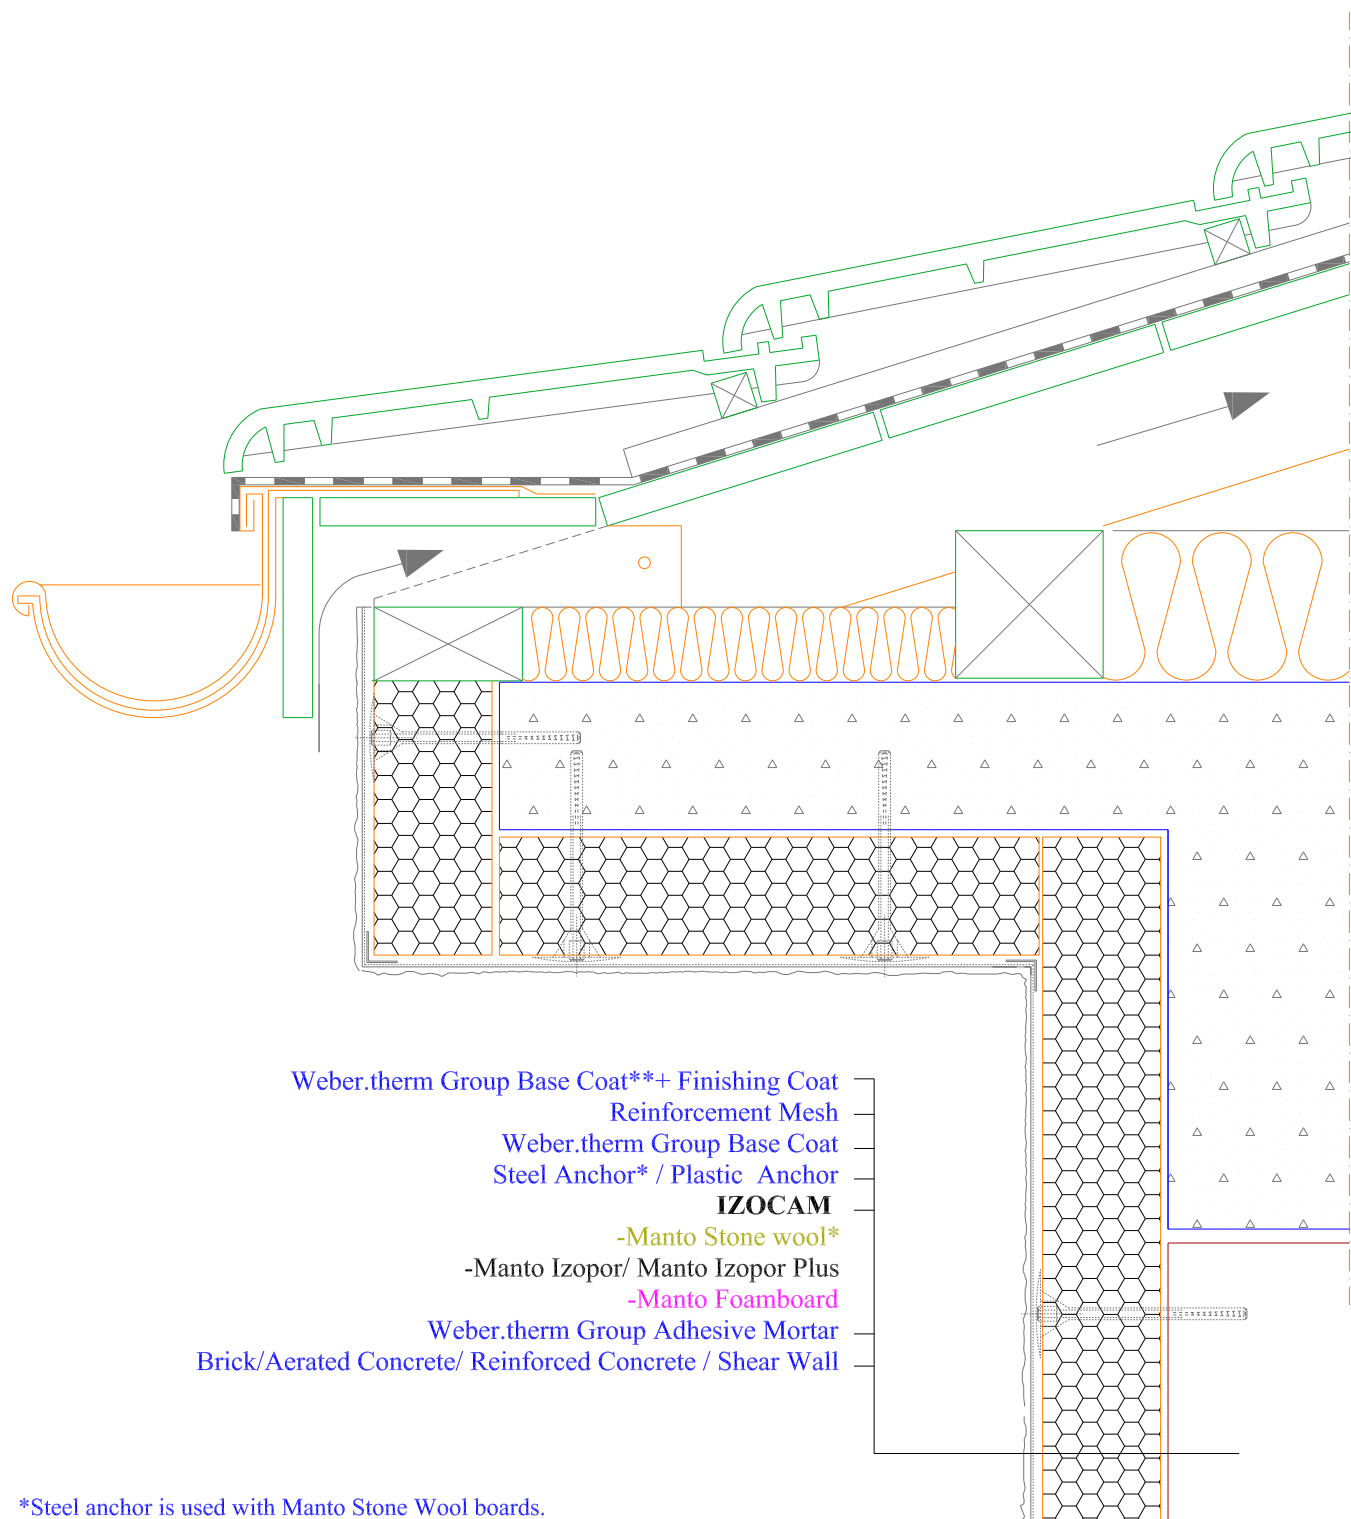 Weber.therm Group Base Coat**+ Finishing Coat
Reinforcement Mesh
Weber.therm Group Base Coat
Steel Anchor* / Plastic Anchor
IZOCAM
-Manto Stone wool*
-Manto Izopor/ Manto Izopor Plus
-Manto Foamboard
Weber.therm Group Adhesive Mortar
Brick/Aerated Concrete/ Reinforced Concrete / Shear Wall
*Steel anchor is used with Manto Stone Wool boards.